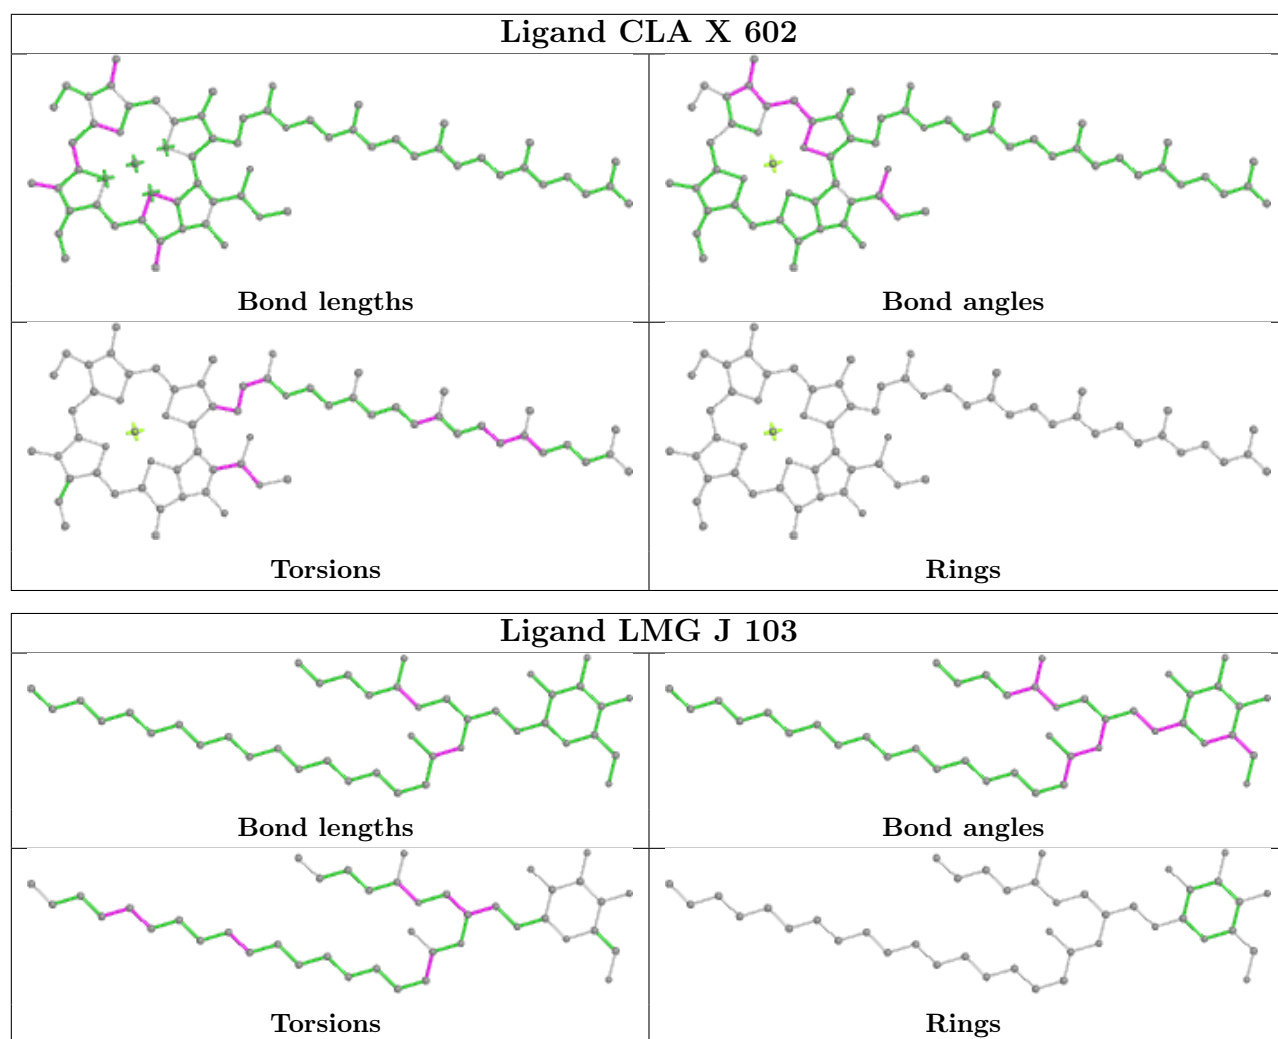 Ligand CLA X 602
Bond lengths
Bond angles
Torsions
Rings
Ligand LMG J 103
Bond lengths
Bond angles
Torsions
Rings